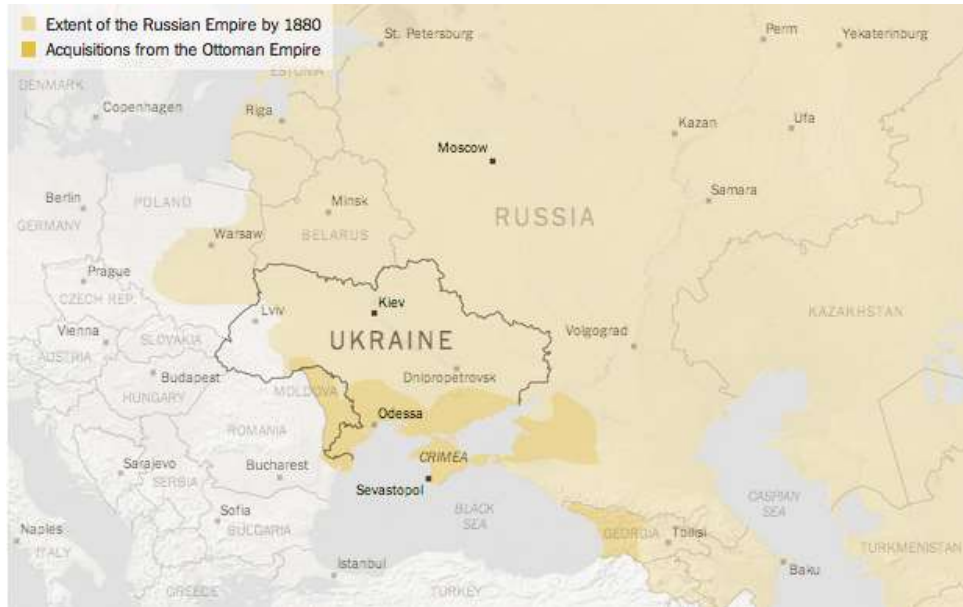 Extent of the Russian Empire by 1880
Acquisitions from the Ottoman Empire
St. Petersburg
Perm
Yekaterinburg
ESTONIA
DENMARK
Copenhagen
Riga
Kazan
Ufa
Moscow
Samara
Berlin
POLAND
Minsk
RUSSIA
GERMANY
Warsaw
BELARUS
Prague
CZECH REP.
Kiev
Lviv
KAZAKHSTAN
Vienna
SLOVAKIA
UKRAINE
Volgograd
AUSTRIA
Budapest
Dnipropetrovsk
HUNGARY
MOLDOVA
Odessa
ROMANIA
CRIMEA
Sarajevo
Bucharest
Sevastopol
SERBIA
BLACK
SEA
CASPIAN
SEA
Sofia
BULGARIA
Naples
ITALY
GEORGIA
Tbilisi
TURKMENISTAN
Istanbul
Baku
GREECE
TURKEY